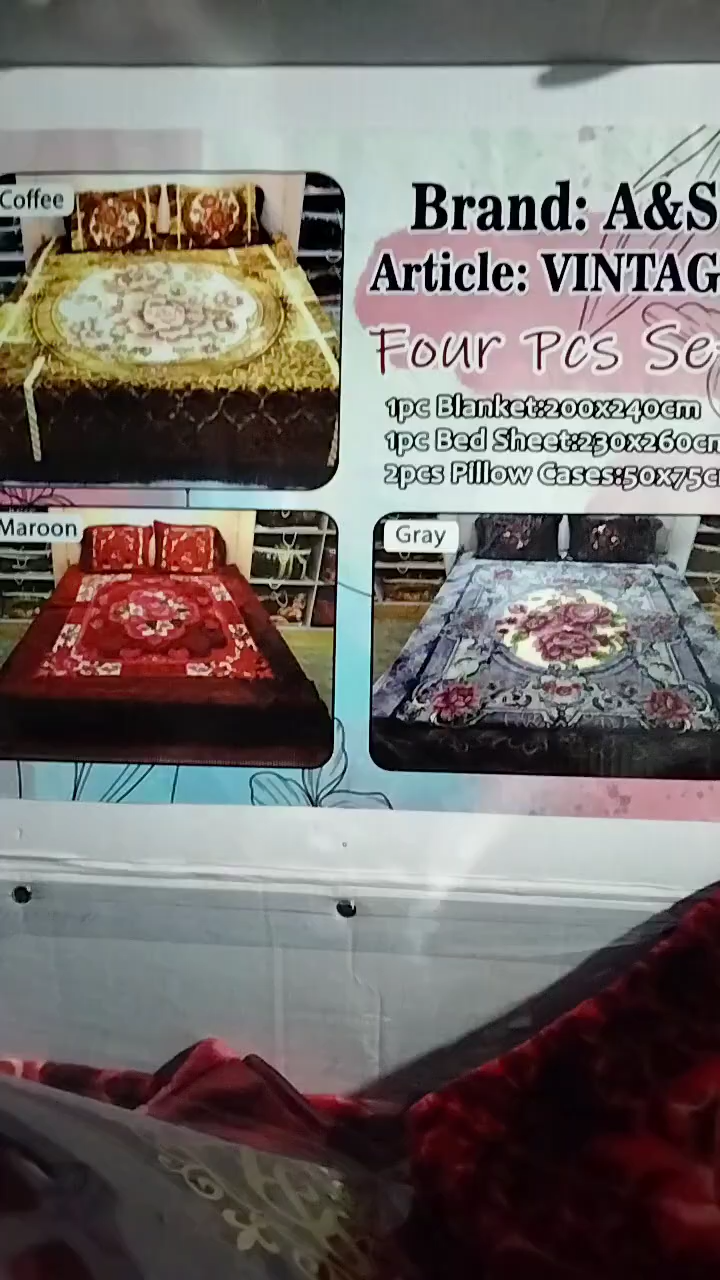 Coffee
Brand: A&S
Article: VINTAG
Four Pcs Se
1pc Blanket:200x240cm
1pc Bed Sheet:230x260cm
2pcs Pillow Cases:50x75c
Maroon
Gray